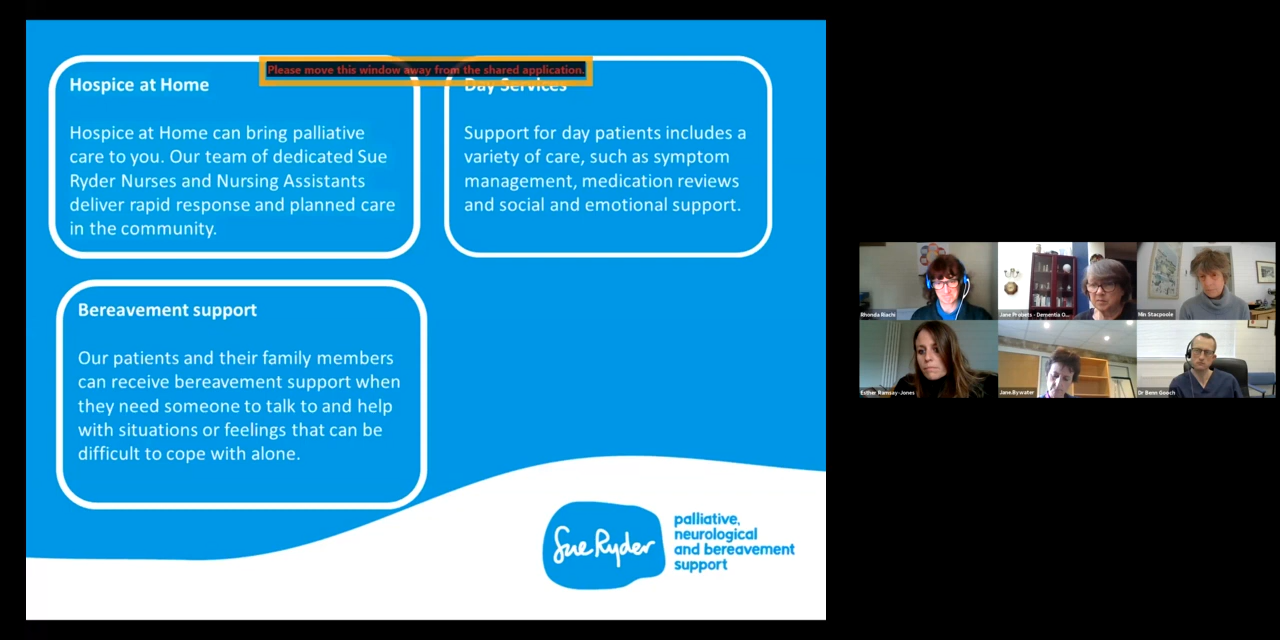 Please move this window away from the shared application.
Hospice at Home
Hospice at Home can bring palliative
care to you. Our team of dedicated Sue
Ryder Nurses and Nursing Assistants
deliver rapid response and planned care
in the community.
Day Services
Support for day patients includes a
variety of care, such as symptom
management, medication reviews
and social and emotional support.
Bereavement support
Our patients and their family members
can receive bereavement support when
they need someone to talk to and help
with situations or feelings that can be
difficult to cope with alone.
Sue Ryder
palliative,
neurological
and bereavement
support
Rhonda Riachi
Jane Probets - Dementia O...
Min Stacpoole
Esther Ramsay-Jones
Jane.Bywater
Dr Benn Gooch